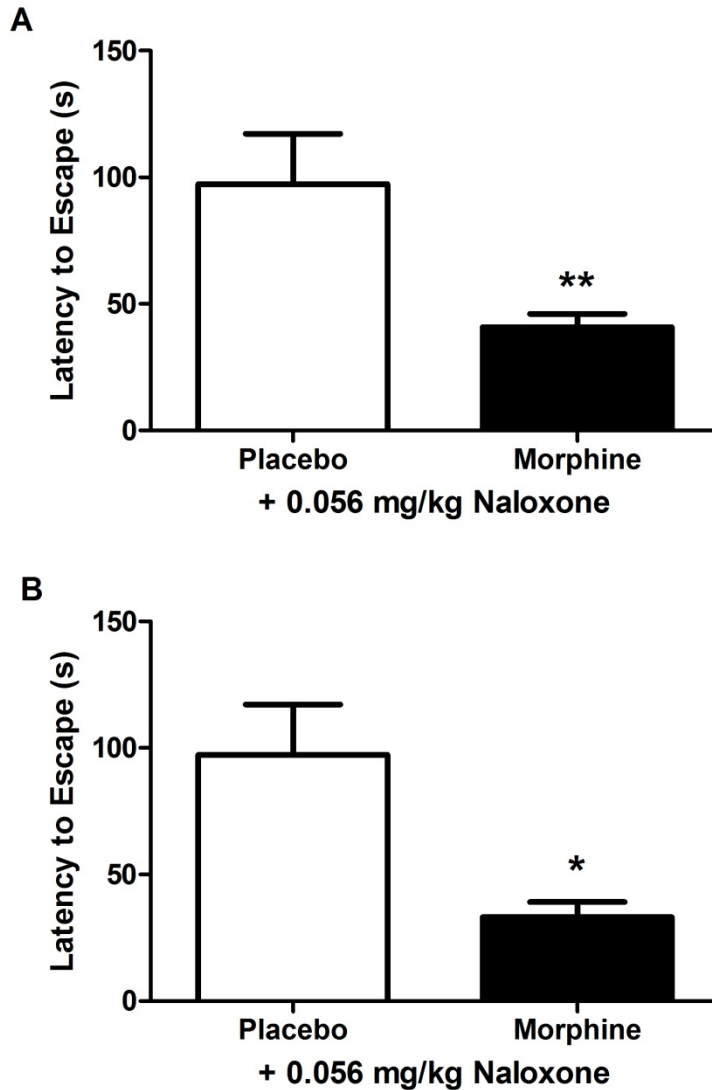 A
Latency to Escape (s)
150
100
50
0
**
Placebo Morphine
+ 0.056 mg/kg Naloxone
B
Latency to Escape (s)
150
100
50
0
*
Placebo Morphine
+ 0.056 mg/kg Naloxone